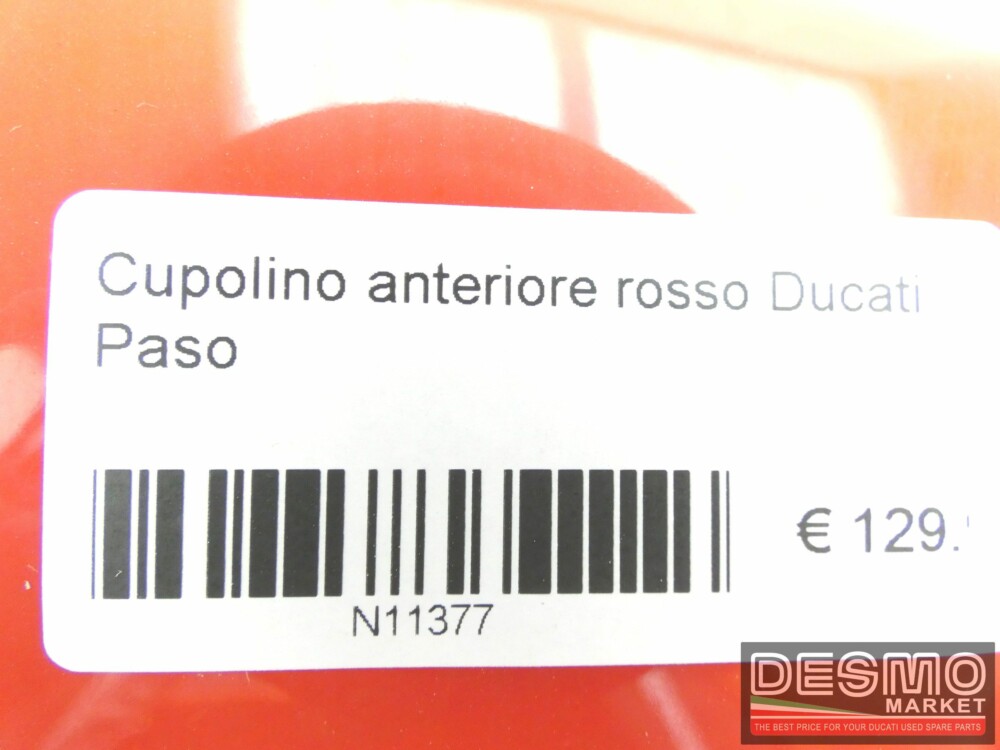 Cupolino anteriore rosso Ducati
Paso
€ 129.
N11377
DESMO
MARKET
THE BEST PRICE FOR YOUR DUCATI USED SPARE PARTS